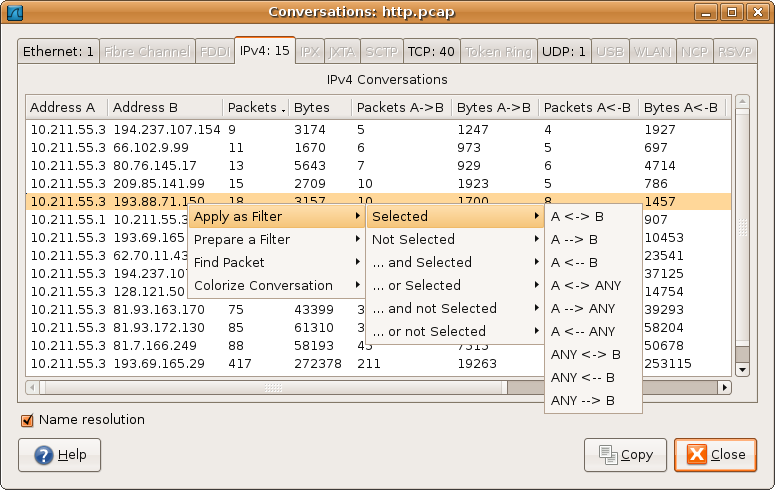 Conversations: http.pcap
Ethernet: 1 Fibre Channel FDDI IPv4: 15 IPX JXTA SCTP TCP: 40 Token Ring UDP: 1 USB WLAN NCP RSVP
IPv4 Conversations
Address A Address B Packets Bytes Packets A->B Bytes A->B Packets A<-B Bytes A<-B
10.211.55.3 194.237.107.154 9 3174 5 1247 4 1927
10.211.55.3 66.102.9.99 11 1670 6 973 5 697
10.211.55.3 80.76.145.17 13 5643 7 929 6 4714
10.211.55.3 209.85.141.99 15 2709 10 1923 5 786
10.211.55.3 193.88.71.150 18 3157 10 1700 8 1457
10.211.55.1 10.211.55.3 907
10.211.55.3 193.69.165 10453
10.211.55.3 62.70.11.43 23541
10.211.55.3 194.237.107 37125
10.211.55.3 128.121.50 14754
10.211.55.3 81.93.163.170 75 43399 39293
10.211.55.3 81.93.172.130 85 61310 58204
10.211.55.3 81.7.166.249 88 58193 50678
10.211.55.3 193.69.165.29 417 272378 211 19263 253115
Apply as Filter
Prepare a Filter
Find Packet
Colorize Conversation
Selected
Not Selected
... and Selected
... or Selected
... and not Selected
... or not Selected
A <-> B
A --> B
A <-- B
A <-> ANY
A --> ANY
A <-- ANY
ANY <-> B
ANY <-- B
ANY --> B
Name resolution
Help Copy Close